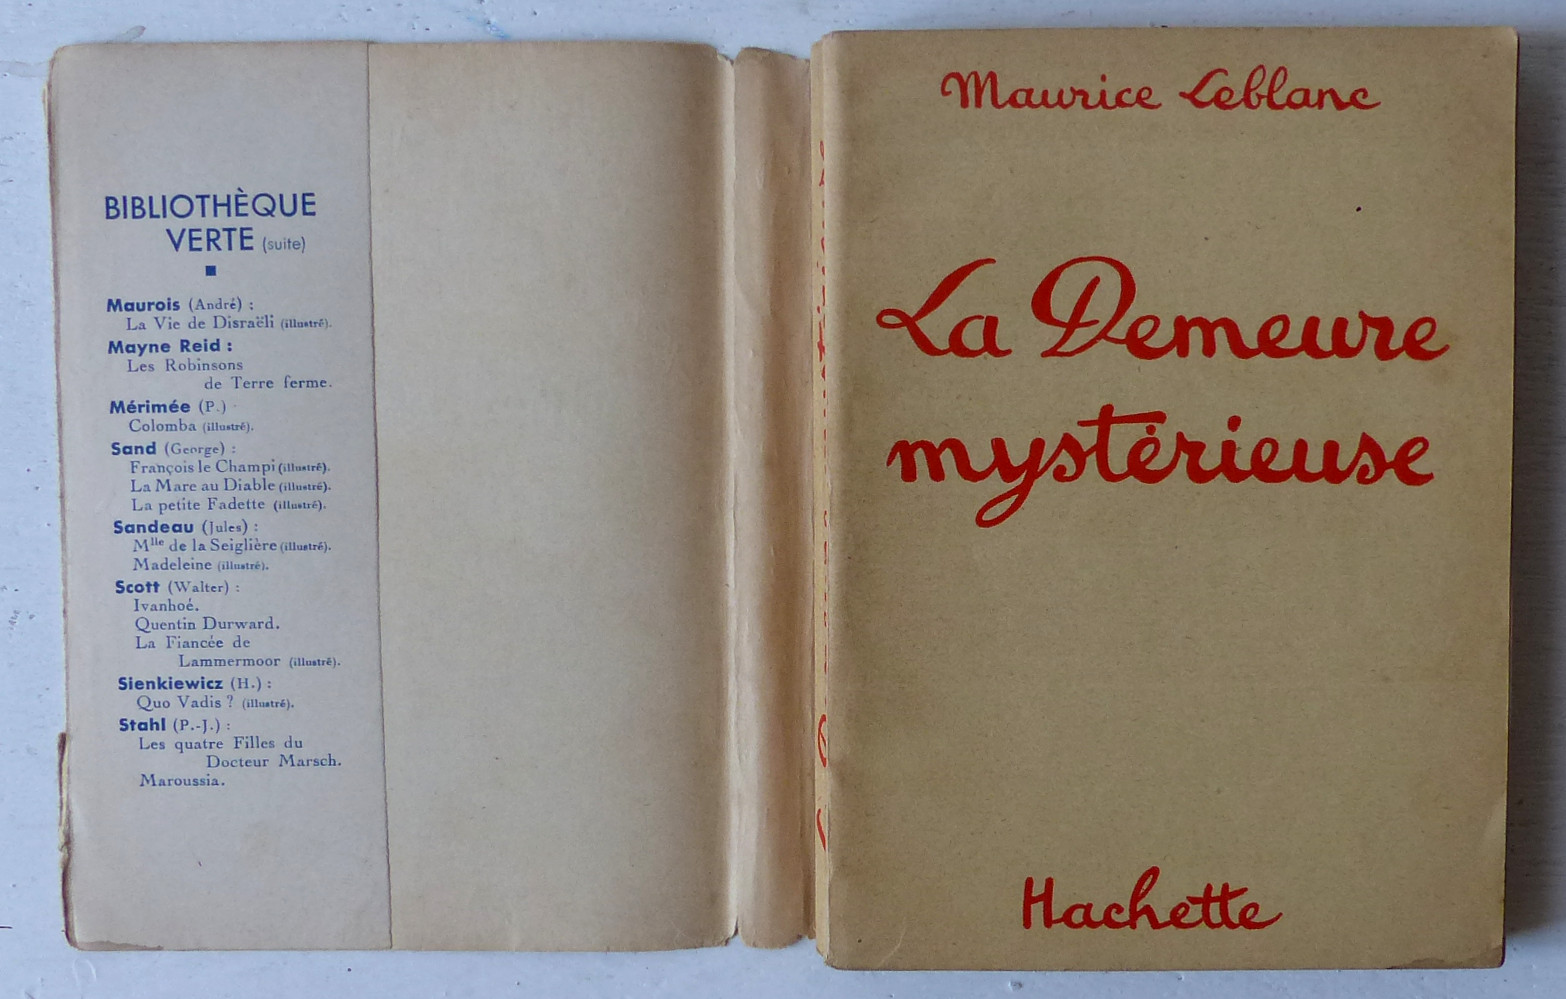 BIBLIOTHÈQUE
VERTE (suite)
Maurois (André) :
La Vie de Disraëli (illustré).
Mayne Reid :
Les Robinsons
de Terre ferme.
Mérimée (P.)
Colomba (illustré).
Sand (George) :
François le Champi (illustré).
La Mare au Diable (illustré).
La petite Fadette (illustré).
Sandeau (Jules) :
Mlle de la Seiglière (illustré).
Madeleine (illustré).
Scott (Walter) :
Ivanhoé.
Quentin Durward.
La Fiancée de
Lammermoor (illustré).
Sienkiewicz (H.) :
Quo Vadis ? (illustré).
Stahl (P.-J.) :
Les quatre Filles du
Docteur Marsch.
Maroussia.
Maurice Leblanc
La Demeure
mystérieuse
Hachette